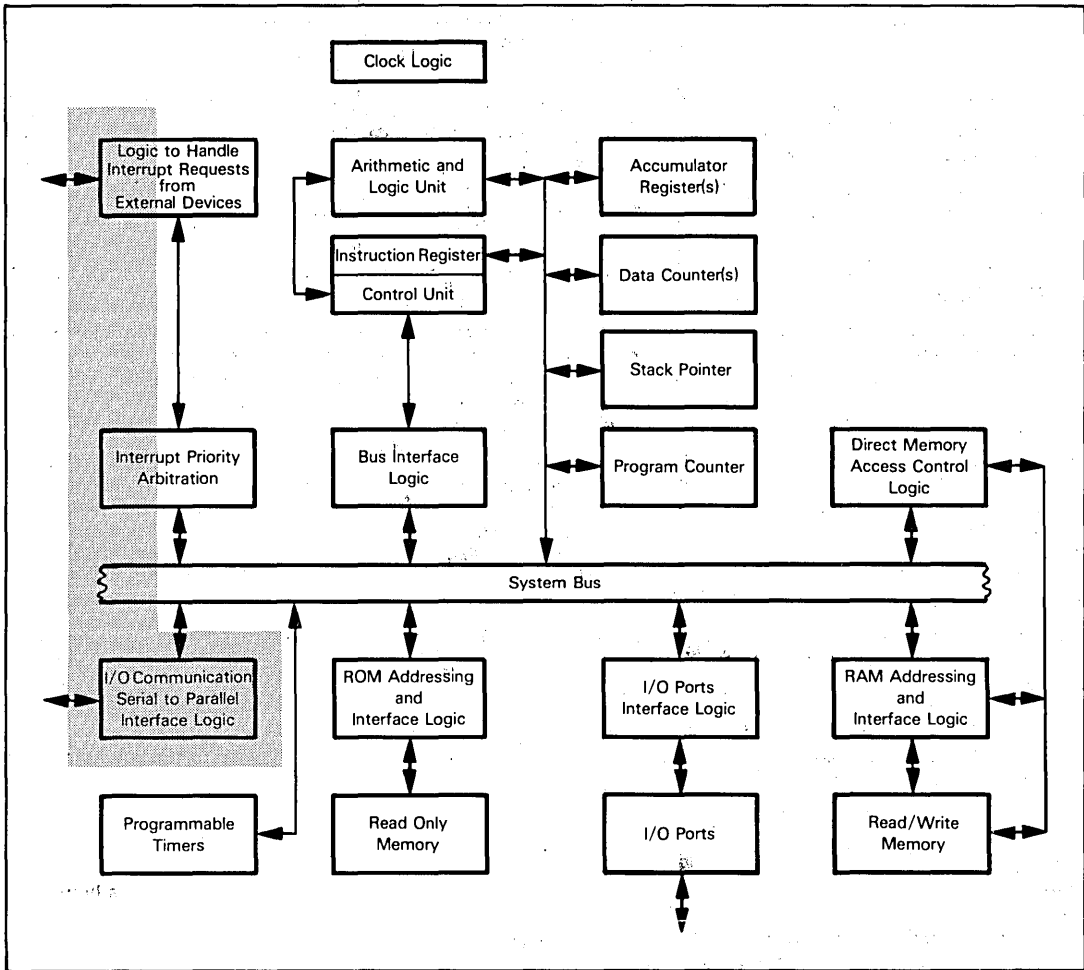 Clock Logic
Logic to Handle
Interrupt Requests
from
External Devices
Arithmetic and
Logic Unit
Accumulator
Register(s)
Instruction Register
Control Unit
Data Counter(s)
Stack Pointer
Interrupt Priority
Arbitration
Bus Interface
Logic
Program Counter
Direct Memory
Access Control
Logic
System Bus
I/O Communication
Serial to Parallel
Interface Logic
ROM Addressing
and
Interface Logic
I/O Ports
Interface Logic
RAM Addressing
and
Interface Logic
Programmable
Timers
Read Only
Memory
I/O Ports
Read/Write
Memory